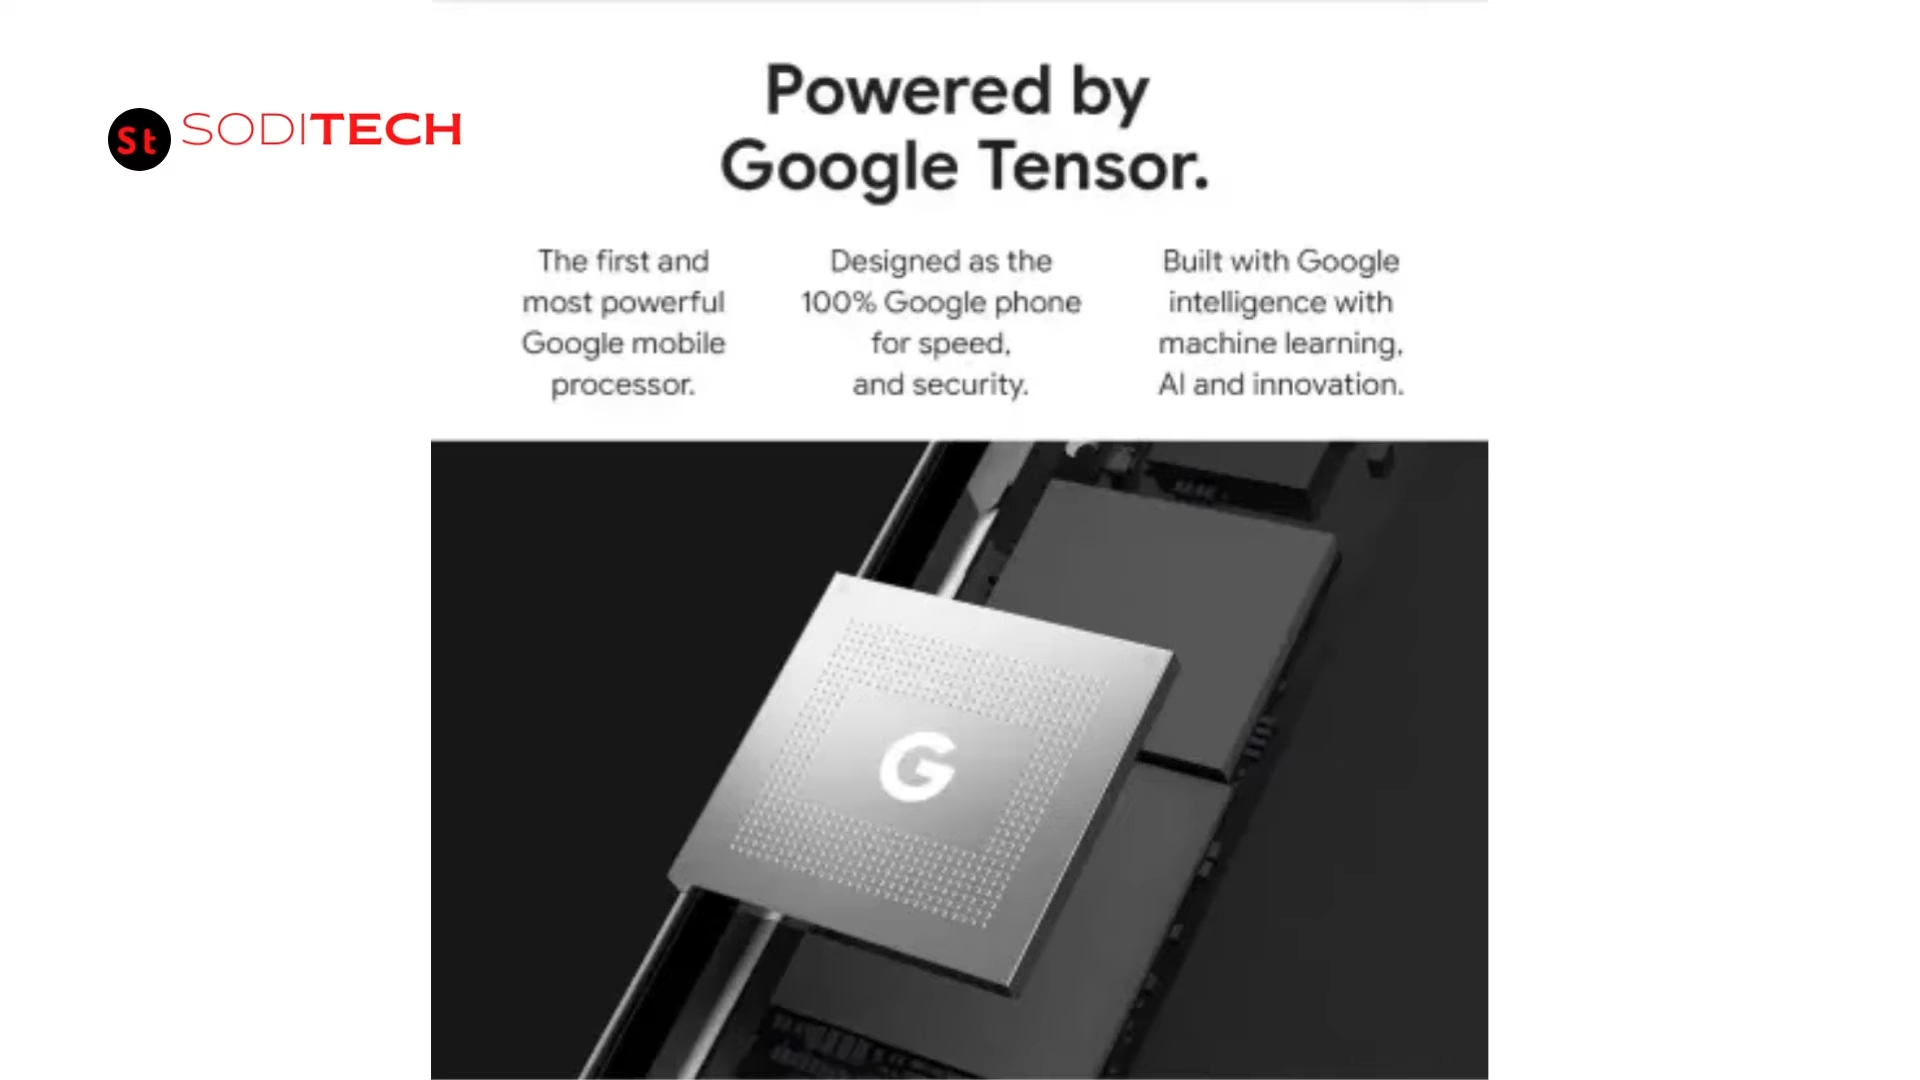 St SODITECH
Powered by
Google Tensor.
The first and
most powerful
Google mobile
processor.
Designed as the
100% Google phone
for speed,
and security.
Built with Google
intelligence with
machine learning,
AI and innovation.
G